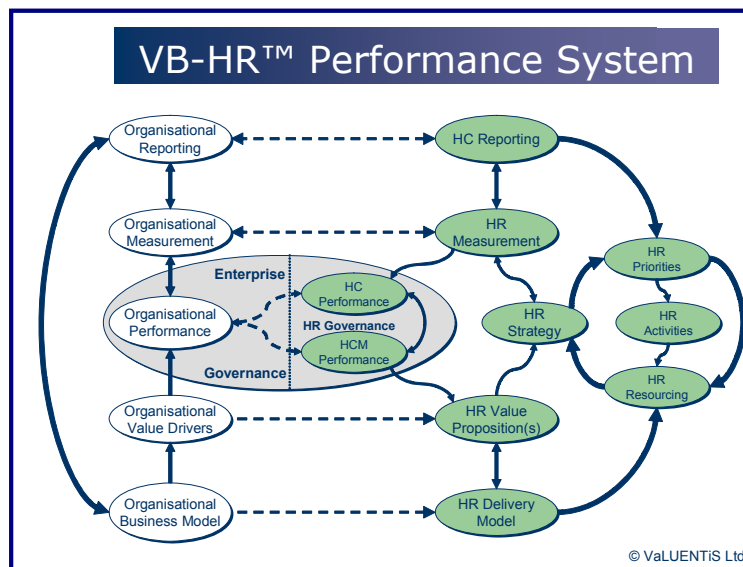 VB-HR™ Performance System
Organisational
Reporting
HC Reporting
Organisational
Measurement
HR
Measurement
HR
Priorities
Enterprise
HC
Performance
Organisational
Performance
HR Governance
HR
Strategy
HR
Activities
HCM
Performance
Governance
HR
Resourcing
Organisational
Value Drivers
HR Value
Proposition(s)
Organisational
Business Model
HR Delivery
Model
© VaLUENTiS Ltd